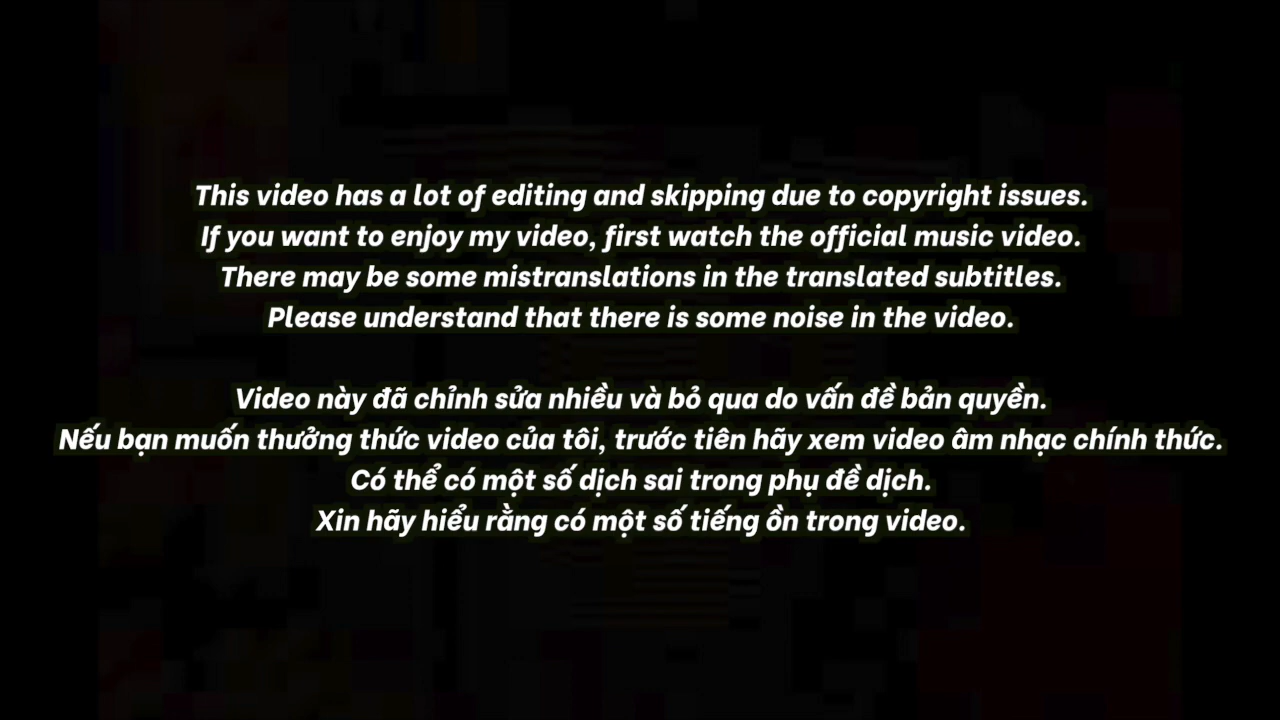 This video has a lot of editing and skipping due to copyright issues.
If you want to enjoy my video, first watch the official music video.
There may be some mistranslations in the translated subtitles.
Please understand that there is some noise in the video.
Video này đã chỉnh sửa nhiều và bỏ qua do vấn đề bản quyền.
Nếu bạn muốn thưởng thức video của tôi, trước tiên hãy xem video âm nhạc chính thức.
Có thể có một số dịch sai trong phụ đề dịch.
Xin hãy hiểu rằng có một số tiếng ồn trong video.